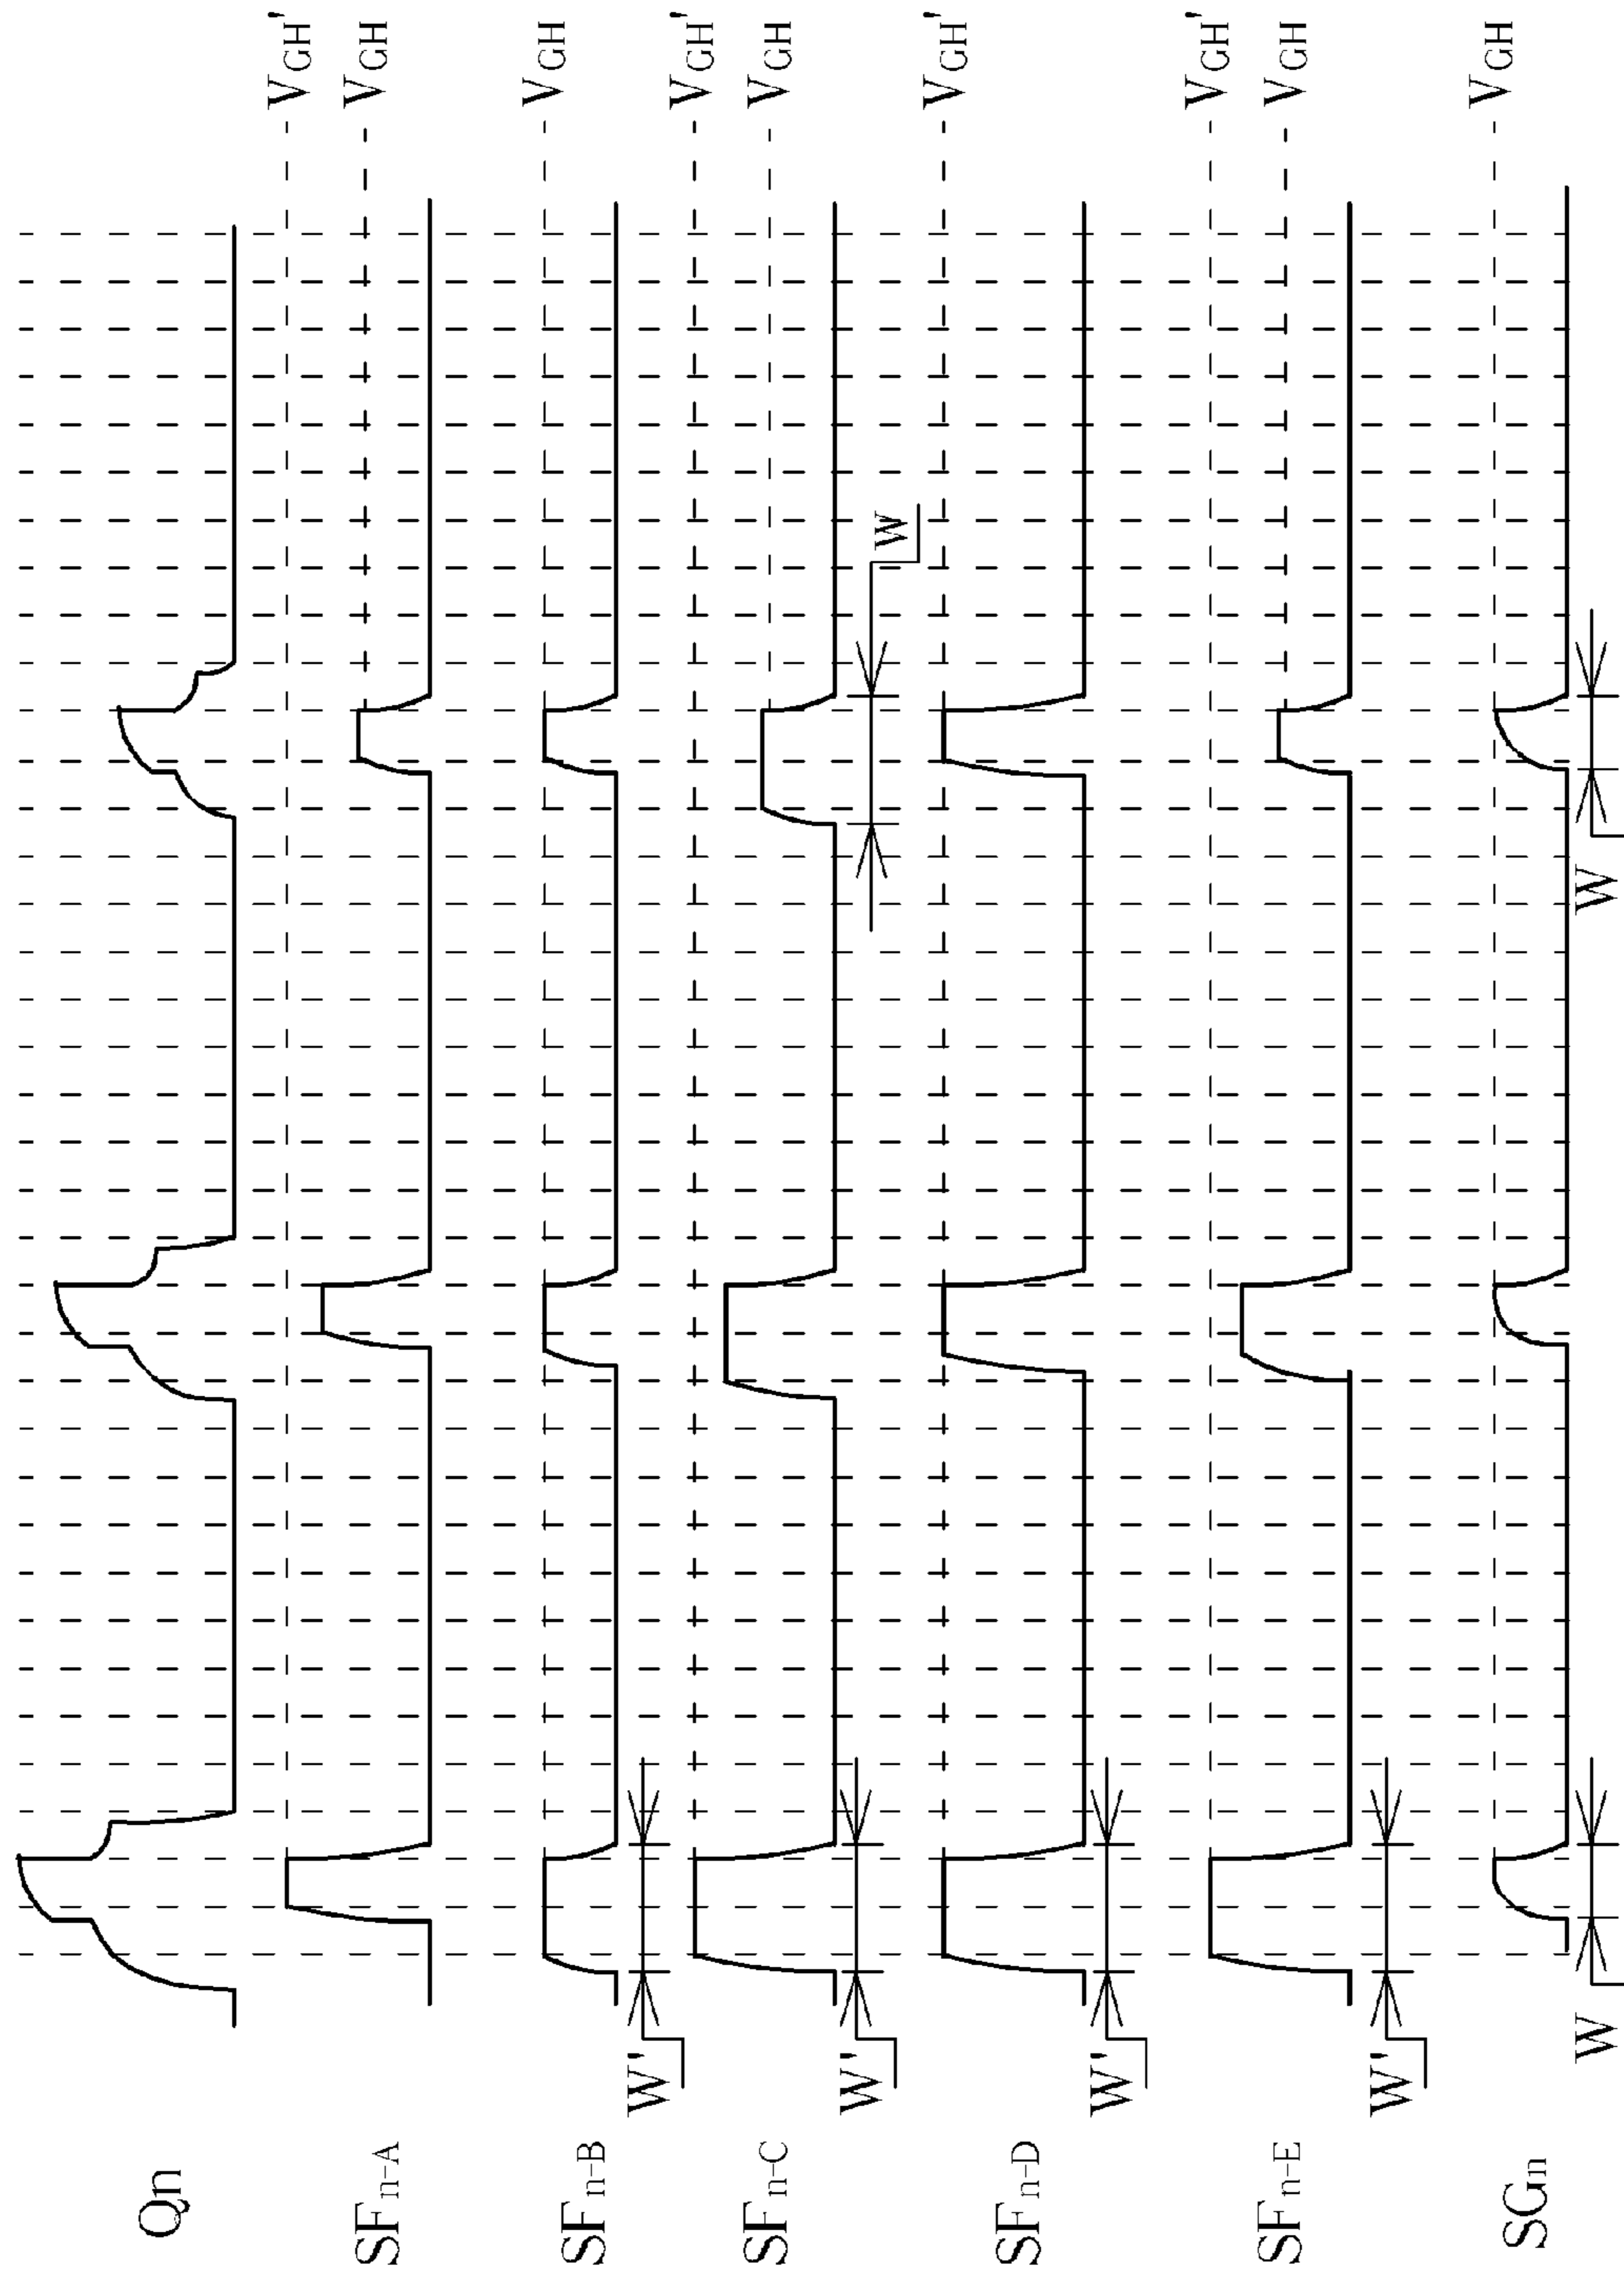 Qn
SFn-A
VGH'
VGH
SFn-B
VGH
W'
SFn-C
VGH'
VGH
W'
W
SFn-D
VGH'
W'
SFn-E
VGH'
VGH
W'
SGn
VGH
W
W